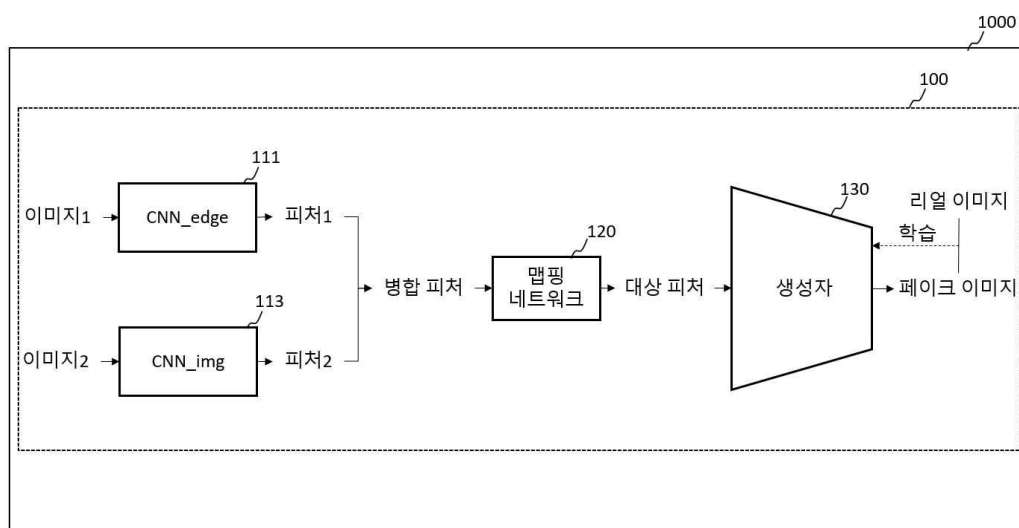 1000
100
111
이미지1
CNN_edge
피처1
113
이미지2
CNN_img
피처2
병합 피처
120
맵핑
네트워크
대상 피처
130
생성자
리얼 이미지
학습
페이크 이미지